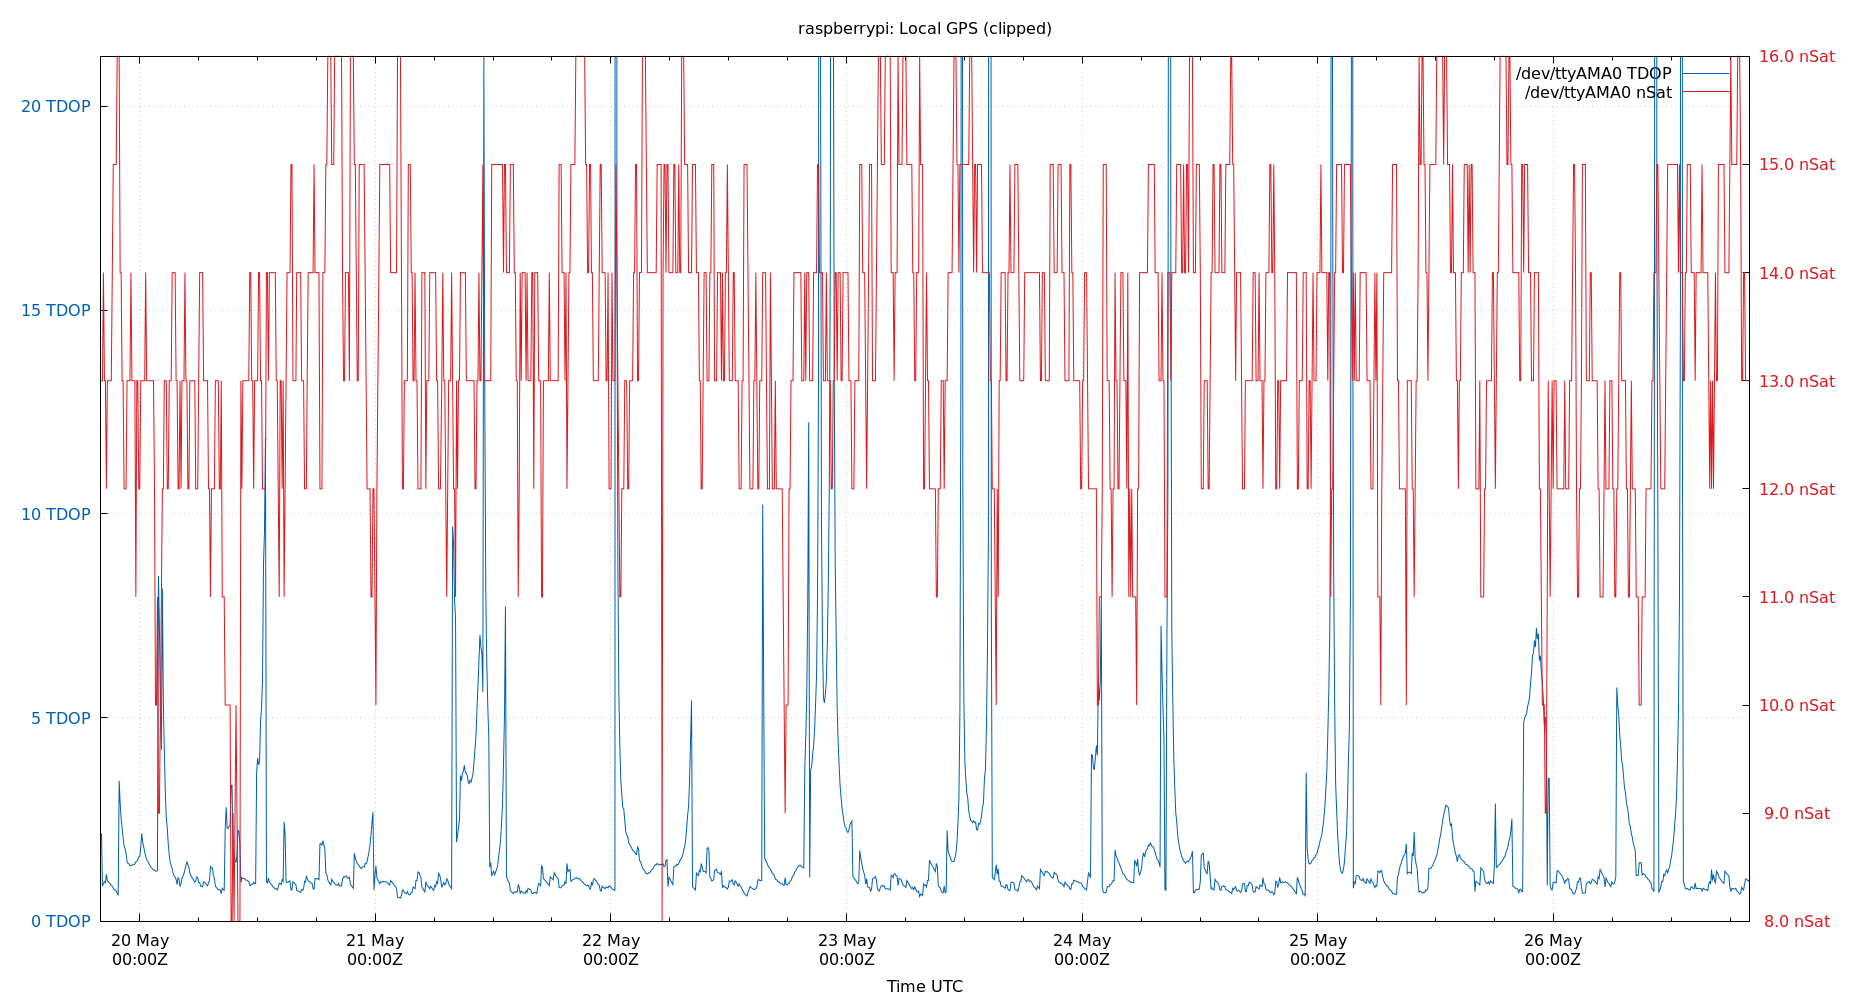 raspberrypi: Local GPS (clipped)
/dev/ttyAMA0 TDOP
/dev/ttyAMA0 nSat
20 TDOP
15 TDOP
10 TDOP
5 TDOP
0 TDOP
16.0 nSat
15.0 nSat
14.0 nSat
13.0 nSat
12.0 nSat
11.0 nSat
10.0 nSat
9.0 nSat
8.0 nSat
20 May
00:00Z
21 May
00:00Z
22 May
00:00Z
23 May
00:00Z
24 May
00:00Z
25 May
00:00Z
26 May
00:00Z
Time UTC